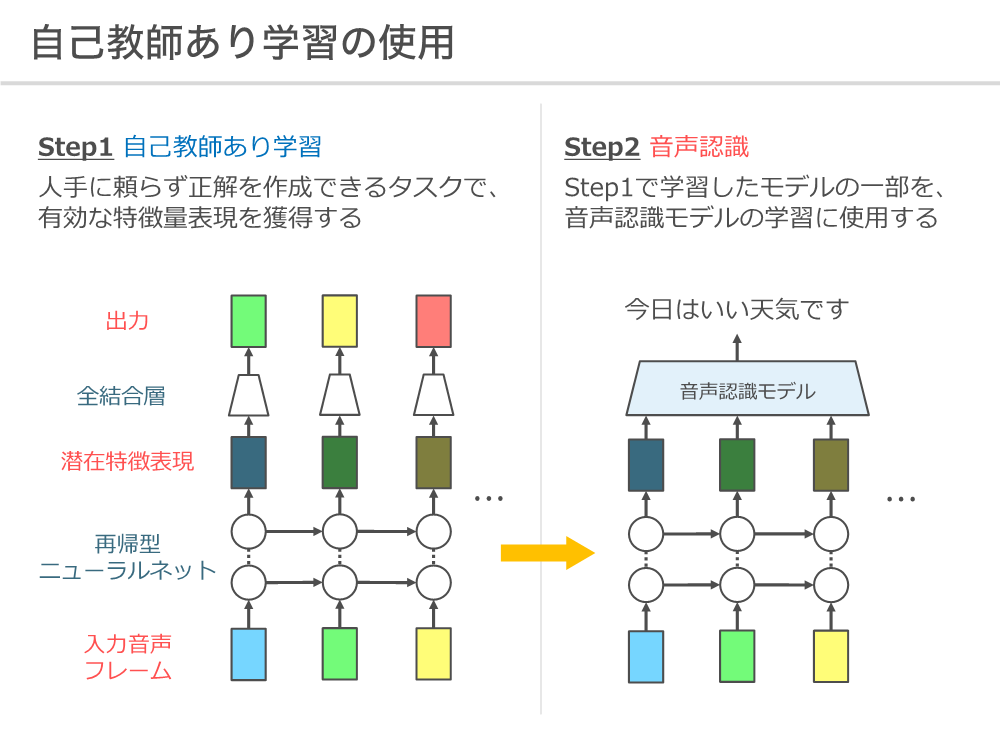 自己教師あり学習の使用
Step1 自己教師あり学習
人手に頼らず正解を作成できるタスクで、
有効な特徴量表現を獲得する
出力
全結合層
潜在特徴表現
...
再帰型
ニューラルネット
入力音声
フレーム
Step2 音声認識
Step1で学習したモデルの一部を、
音声認識モデルの学習に使用する
今日はいい天気です
音声認識モデル
...